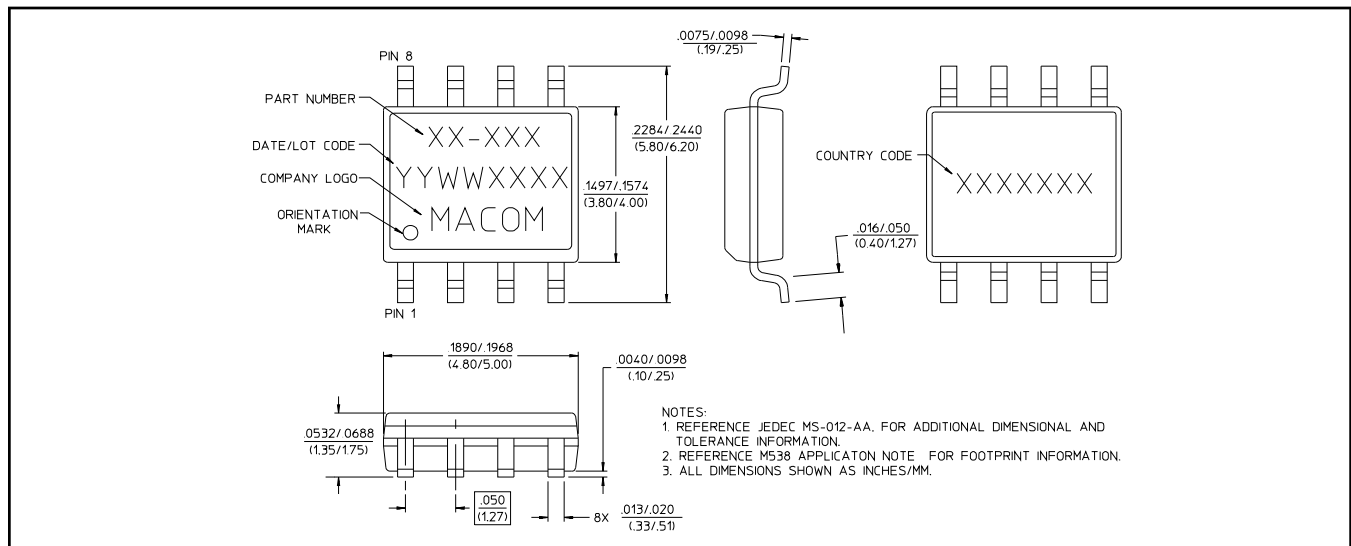 PIN 8
PART NUMBER
XX-XXX
DATE/LOT CODE
YYWWXXXX
COMPANY LOGO
MACOM
ORIENTATION
MARK
PIN 1
.2284/.2440
(5.80/6.20)
.1497/.1574
(3.80/4.00)
.0075/.0098
(.19/.25)
.016/.050
(0.40/1.27)
COUNTRY CODE
XXXXXXX
.1890/.1968
(4.80/5.00)
.0040/.0098
(.10/.25)
.0532/.0688
(1.35/1.75)
.050
(1.27)
8X .013/.020
(.33/.51)
NOTES:
1. REFERENCE JEDEC MS-012-AA, FOR ADDITIONAL DIMENSIONAL AND
TOLERANCE INFORMATION.
2. REFERENCE M538 APPLICATON NOTE FOR FOOTPRINT INFORMATION.
3. ALL DIMENSIONS SHOWN AS INCHES/MM.